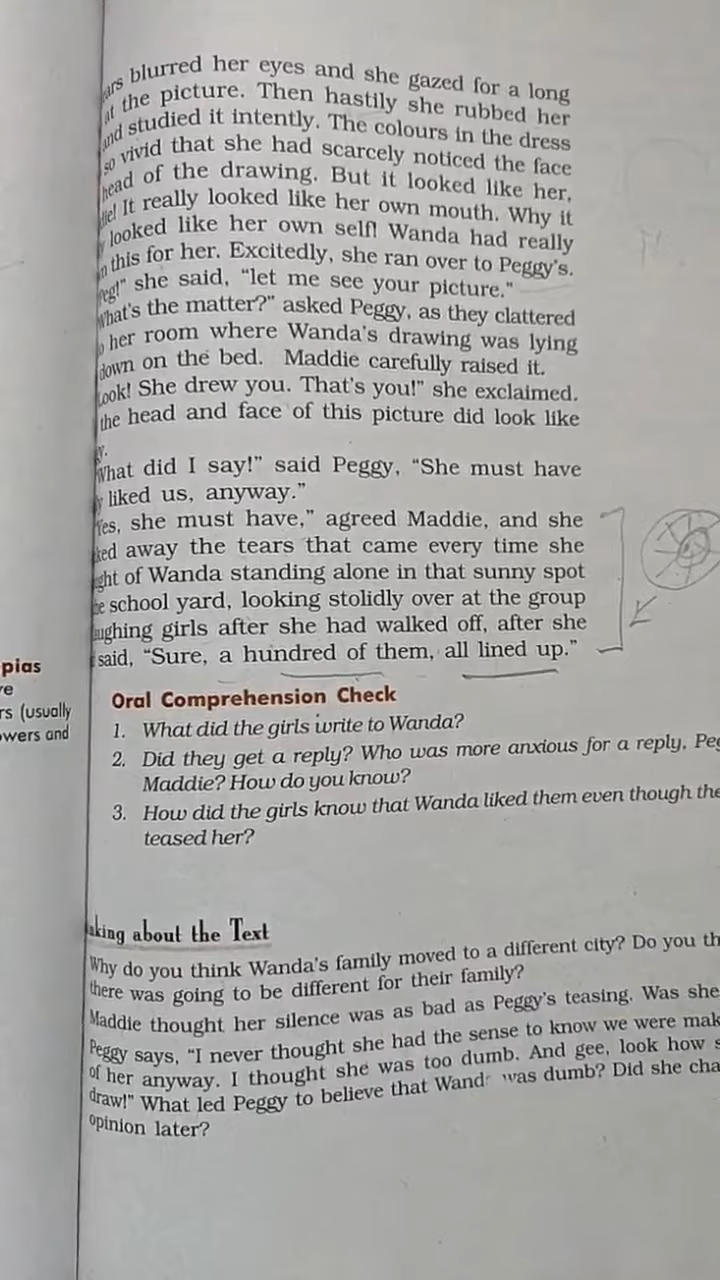 blurred her eyes and she gazed for a long
at the picture. Then hastily she rubbed her
and studied it intently. The colours in the dress
so vivid that she had scarcely noticed the face
head of the drawing. But it looked like her,
It really looked like her own mouth. Why it
looked like her own self! Wanda had really
this for her. Excitedly, she ran over to Peggy's.
she said, “let me see your picture.”
What's the matter?” asked Peggy, as they clattered
her room where Wanda's drawing was lying
down on the bed. Maddie carefully raised it.
Look! She drew you. That's you!” she exclaimed.
the head and face of this picture did look like
What did I say!” said Peggy, “She must have
liked us, anyway.”
Yes, she must have,” agreed Maddie, and she
ked away the tears that came every time she
ght of Wanda standing alone in that sunny spot
school yard, looking stolidly over at the group
aughing girls after she had walked off, after she
said, “Sure, a hundred of them, all lined up.”
pias
rs (usually
owers and
Oral Comprehension Check
1. What did the girls write to Wanda?
2. Did they get a reply? Who was more anxious for a reply, Peg
Maddie? How do you know?
3. How did the girls know that Wanda liked them even though the
teased her?
aking about the Text
Why do you think Wanda's family moved to a different city? Do you th
there was going to be different for their family?
Maddie thought her silence was as bad as Peggy's teasing. Was she
Peggy says, “I never thought she had the sense to know we were mak
of her anyway. I thought she was too dumb. And gee, look how s
draw!” What led Peggy to believe that Wand was dumb? Did she cha
opinion later?